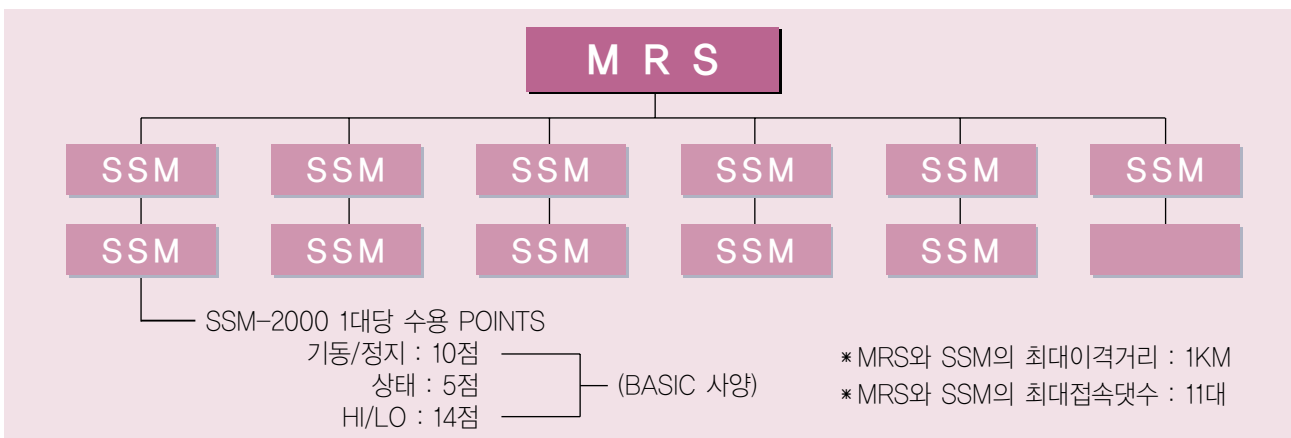 M R S
SSM SSM SSM SSM SSM SSM
SSM SSM SSM SSM SSM
SSM-2000 1대당 수용 POINTS
기동/정지 : 10점
상태 : 5점
HI/LO : 14점
(BASIC 사양)
*MRS와 SSM의 최대이격거리 : 1KM
*MRS와 SSM의 최대접속댓수 : 11대